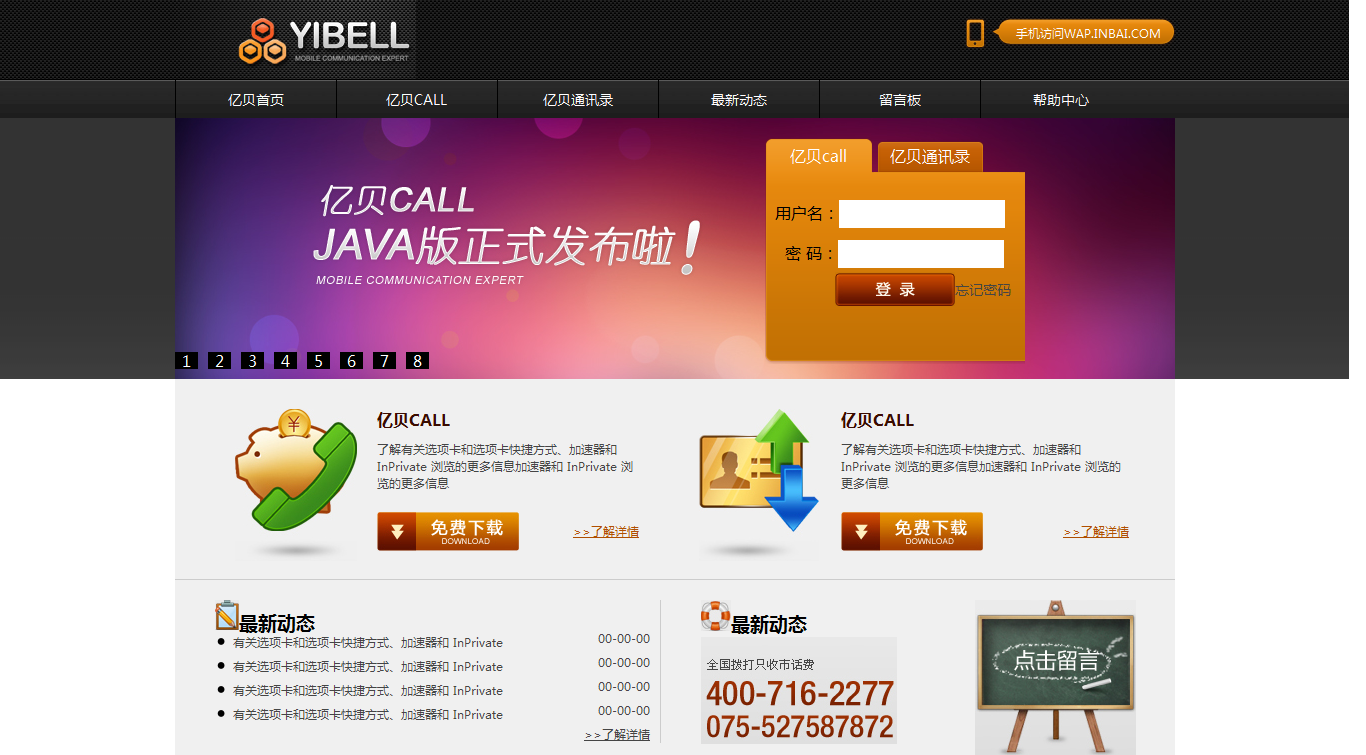 YIBELL
MOBILE COMMUNICATION EXPERT
手机访问WAP.INBAI.COM
亿贝首页
亿贝CALL
亿贝通讯录
最新动态
留言板
帮助中心
亿贝CALL
JAVA版正式发布啦!
MOBILE COMMUNICATION EXPERT
1 2 3 4 5 6 7 8
亿贝call
亿贝通讯录
用户名：
密 码：
登 录
忘记密码
¥
亿贝CALL
了解有关选项卡和选项卡快捷方式、加速器和
InPrivate 浏览的更多信息加速器和 InPrivate 浏
览的更多信息
免费下载
DOWNLOAD
>>了解详情
亿贝CALL
了解有关选项卡和选项卡快捷方式、加速器和
InPrivate 浏览的更多信息加速器和 InPrivate 浏览的
更多信息
免费下载
DOWNLOAD
>>了解详情
最新动态
有关选项卡和选项卡快捷方式、加速器和 InPrivate 00-00-00
有关选项卡和选项卡快捷方式、加速器和 InPrivate 00-00-00
有关选项卡和选项卡快捷方式、加速器和 InPrivate 00-00-00
有关选项卡和选项卡快捷方式、加速器和 InPrivate 00-00-00
>>了解详情
最新动态
全国拨打只收市话费
400-716-2277
075-527587872
点击留言